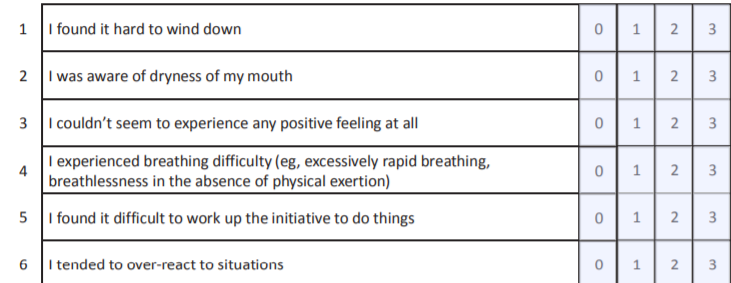 1 I found it hard to wind down 0 1 2 3
2 I was aware of dryness of my mouth 0 1 2 3
3 I couldn’t seem to experience any positive feeling at all 0 1 2 3
4 I experienced breathing difficulty (eg, excessively rapid breathing,
breathlessness in the absence of physical exertion) 0 1 2 3
5 I found it difficult to work up the initiative to do things 0 1 2 3
6 I tended to over-react to situations 0 1 2 3